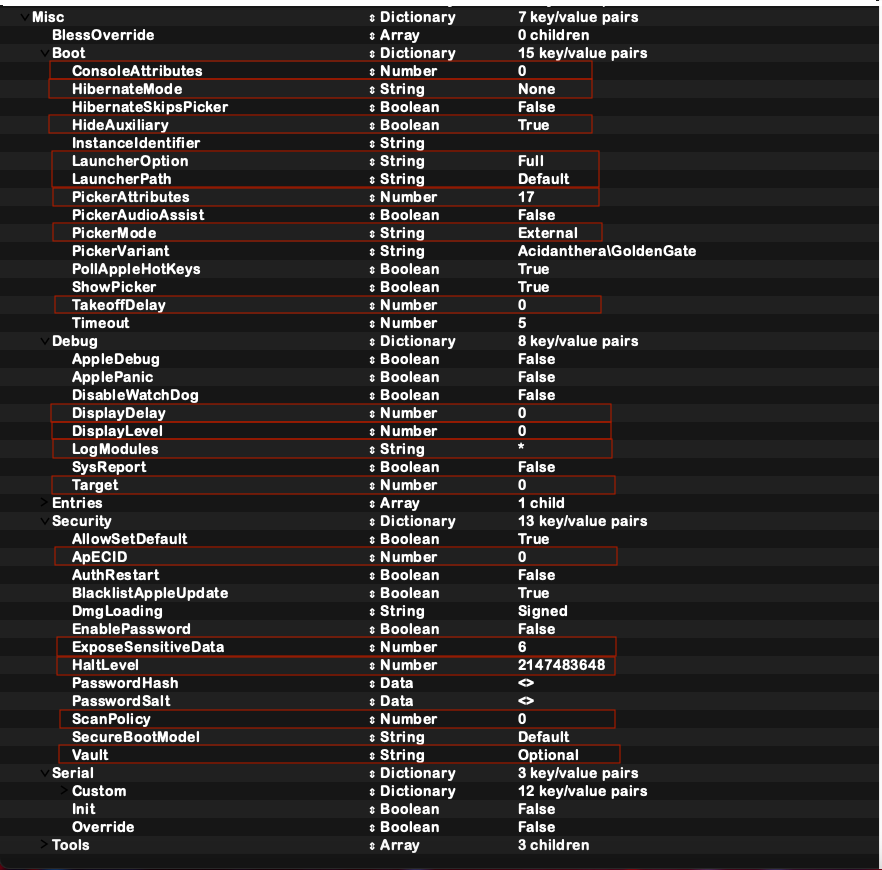 Misc Dictionary 7 key/value pairs
BlessOverride Array 0 children
Boot Dictionary 15 key/value pairs
ConsoleAttributes Number 0
HibernateMode String None
HibernateSkipsPicker Boolean False
HideAuxiliary Boolean True
InstanceIdentifier String
LauncherOption String Full
LauncherPath String Default
PickerAttributes Number 17
PickerAudioAssist Boolean False
PickerMode String External
PickerVariant String Acidanthera\GoldenGate
PollAppleHotKeys Boolean True
ShowPicker Boolean True
TakeoffDelay Number 0
Timeout Number 5
Debug Dictionary 8 key/value pairs
AppleDebug Boolean False
ApplePanic Boolean False
DisableWatchDog Boolean False
DisplayDelay Number 0
DisplayLevel Number 0
LogModules String *
SysReport Boolean False
Target Number 0
Entries Array 1 child
Security Dictionary 13 key/value pairs
AllowSetDefault Boolean True
ApECID Number 0
AuthRestart Boolean False
BlacklistAppleUpdate Boolean True
DmgLoading String Signed
EnablePassword Boolean False
ExposeSensitiveData Number 6
HaltLevel Number 2147483648
PasswordHash Data <>
PasswordSalt Data <>
ScanPolicy Number 0
SecureBootModel String Default
Vault String Optional
Serial Dictionary 3 key/value pairs
Custom Dictionary 12 key/value pairs
Init Boolean False
Override Boolean False
Tools Array 3 children